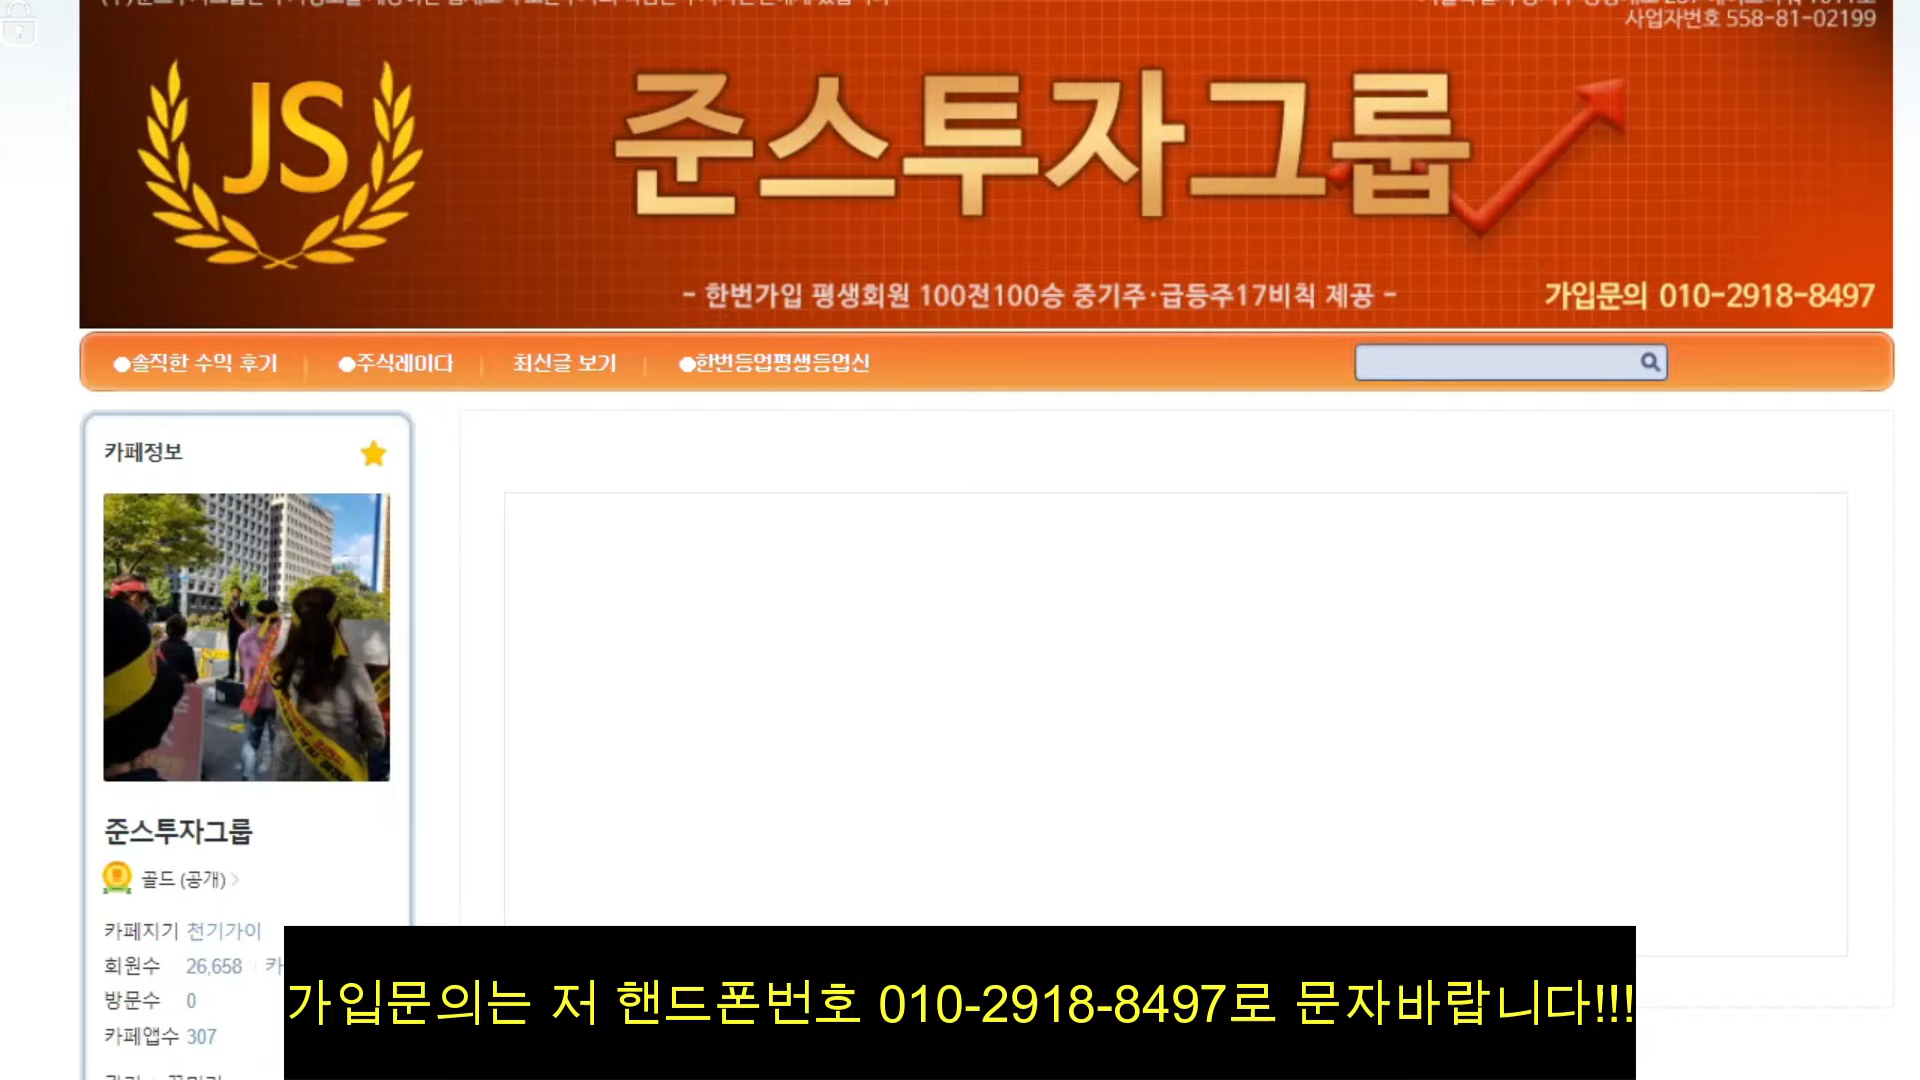 사업자번호 558-81-02199
JS
준스투자그룹
- 한번가입 평생회원 100전100승 중기주·급등주17비칙 제공 -
가입문의 010-2918-8497
●솔직한 수익 후기
●주식레이다
최신글 보기
●한번등업평생등업신
카페정보
준스투자그룹
골드 (공개)
카페지기 천기가이
회원수 26,658 카
방문수 0
카페앱수 307
가입문의는 저 핸드폰번호 010-2918-8497로 문자바랍니다!!!